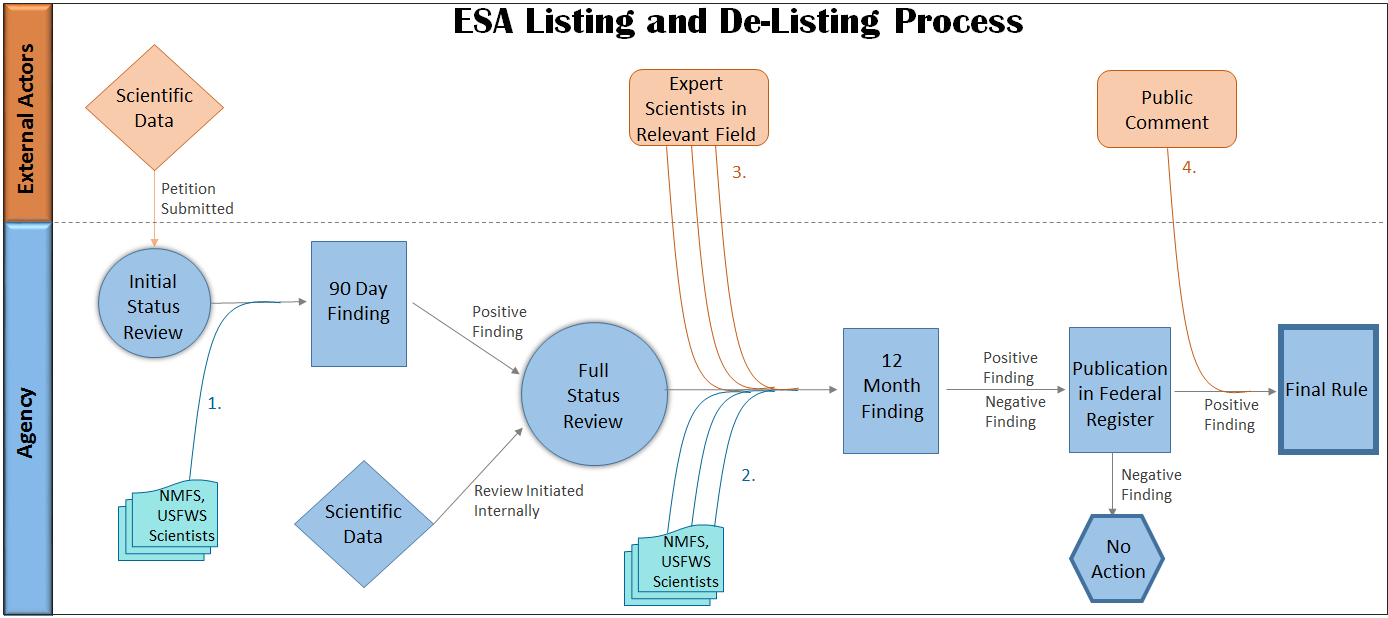 ESA Listing and De-Listing Process
External Actors
Scientific
Data
Petition
Submitted
Expert
Scientists in
Relevant Field
3.
Public
Comment
4.
Agency
Initial
Status
Review
90 Day
Finding
1.
NMFS,
USFWS
Scientists
Positive
Finding
Full
Status
Review
Scientific
Data
Review Initiated
Internally
2.
NMFS,
USFWS
Scientists
12
Month
Finding
Positive
Finding
Negative
Finding
Publication
in Federal
Register
Positive
Finding
Final Rule
Negative
Finding
No
Action